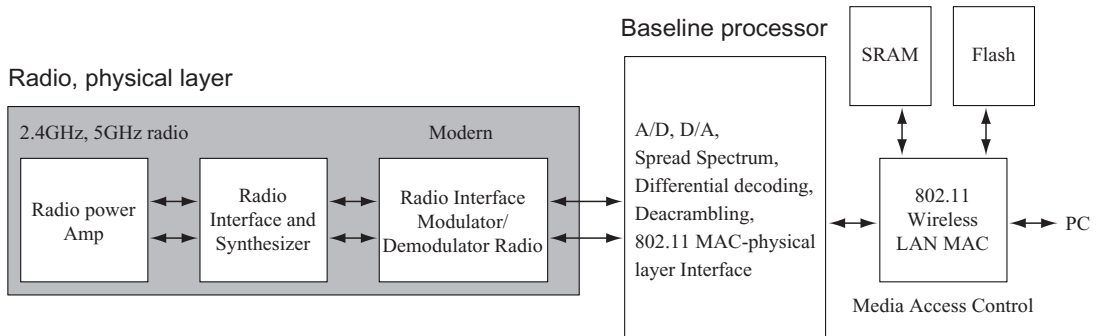 Baseline processor
SRAM
Flash
Radio, physical layer
2.4GHz, 5GHz radio
Modern
Radio power
Amp
Radio
Interface and
Synthesizer
Radio Interface
Modulator/
Demodulator Radio
A/D, D/A,
Spread Spectrum,
Differential decoding,
Deacrambling,
802.11 MAC-physical
layer Interface
802.11
Wireless
LAN MAC
PC
Media Access Control